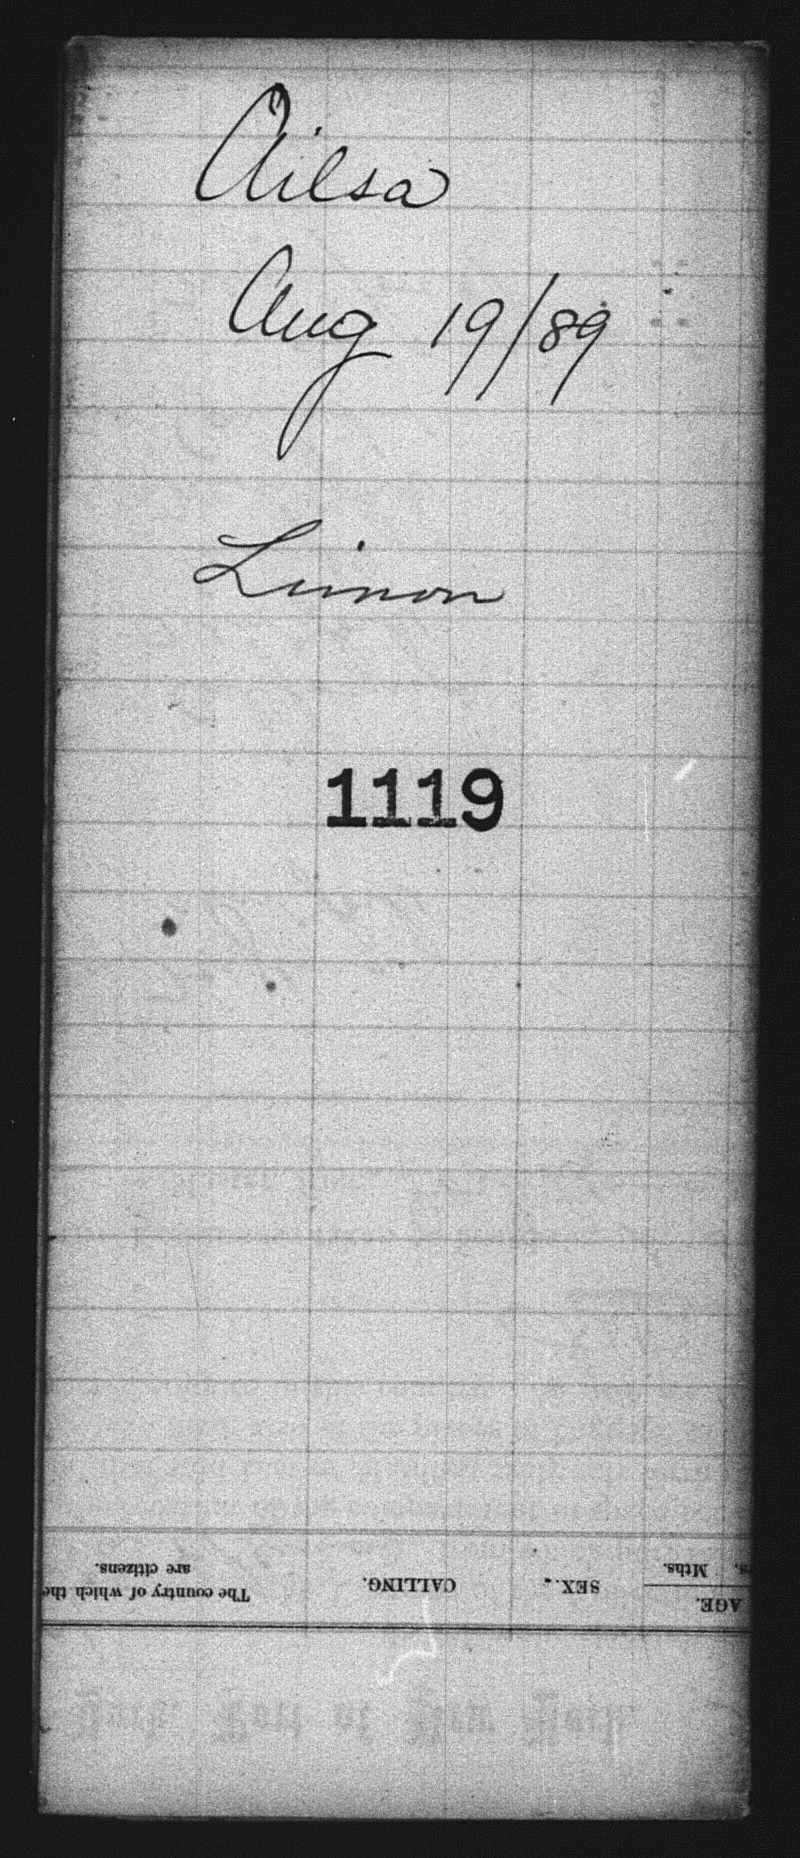 Ailsa
Aug 19/89
Limon
1119
AGE.
Mths.
SEX.
CALLING.
The country of which the
are citizens.